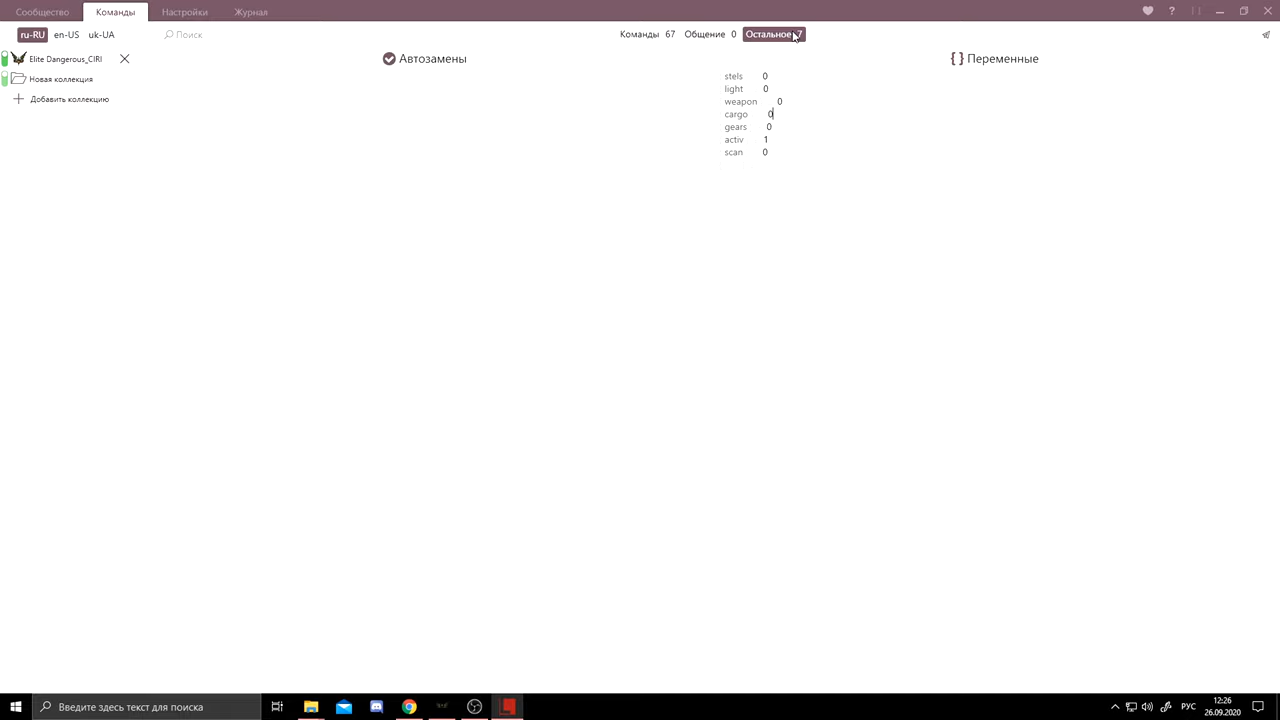 Сообщество Команды Настройки Журнал
ru-RU en-US uk-UA Поиск Команды 67 Общение 0 Остальное 7
Elite Dangerous_CIRI Автозамены { } Переменные
Новая коллекция
Добавить коллекцию
stels 0
light 0
weapon 0
cargo 0
gears 0
activ 1
scan 0
Введите здесь текст для поиска РУС 12:26
26.09.2020